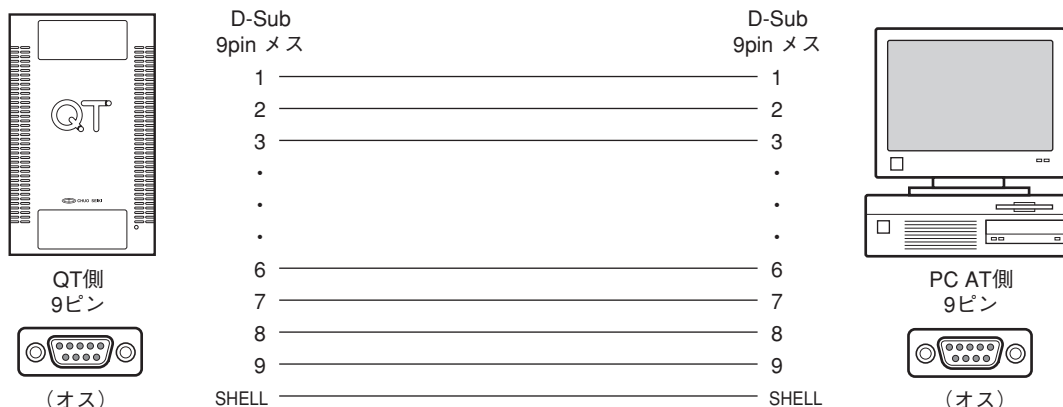 D-Sub
9pin メス
D-Sub
9pin メス
1 1
2 2
3 3
・ ・
・ ・
・ ・
6 6
7 7
8 8
9 9
SHELL SHELL
QT
CHUO SEIKI
QT側
9ピン
（オス）
PC AT側
9ピン
（オス）